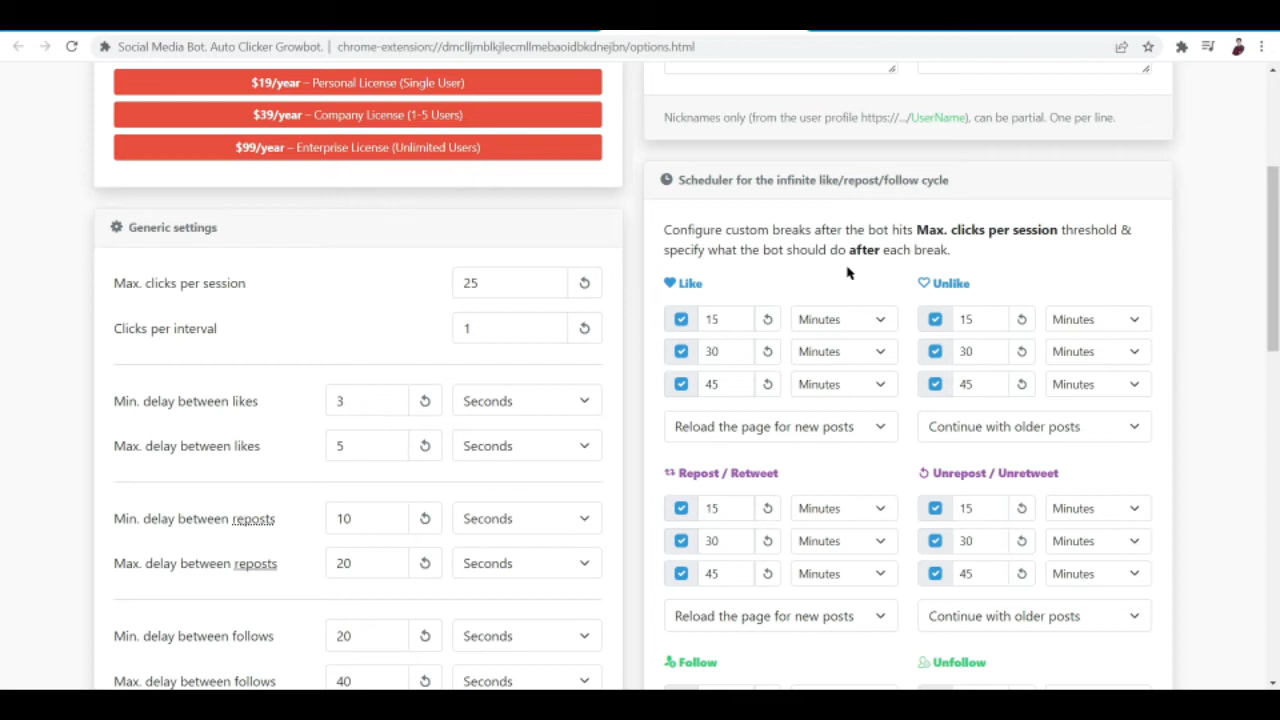 Social Media Bot. Auto Clicker Growbot. | chrome-extension://dmclljmblkjlecmllmebaoidbkdnejbn/options.html
$19/year – Personal License (Single User)
$39/year – Company License (1-5 Users)
$99/year – Enterprise License (Unlimited Users)
Generic settings
Max. clicks per session 25
Clicks per interval 1
Min. delay between likes 3 Seconds
Max. delay between likes 5 Seconds
Min. delay between reposts 10 Seconds
Max. delay between reposts 20 Seconds
Min. delay between follows 20 Seconds
Max. delay between follows 40 Seconds
Nicknames only (from the user profile https://.../UserName), can be partial. One per line.
Scheduler for the infinite like/repost/follow cycle
Configure custom breaks after the bot hits Max. clicks per session threshold &
specify what the bot should do after each break.
Like Unlike
15 Minutes 15 Minutes
30 Minutes 30 Minutes
45 Minutes 45 Minutes
Reload the page for new posts Continue with older posts
Repost / Retweet Unrepost / Unretweet
15 Minutes 15 Minutes
30 Minutes 30 Minutes
45 Minutes 45 Minutes
Reload the page for new posts Continue with older posts
Follow Unfollow